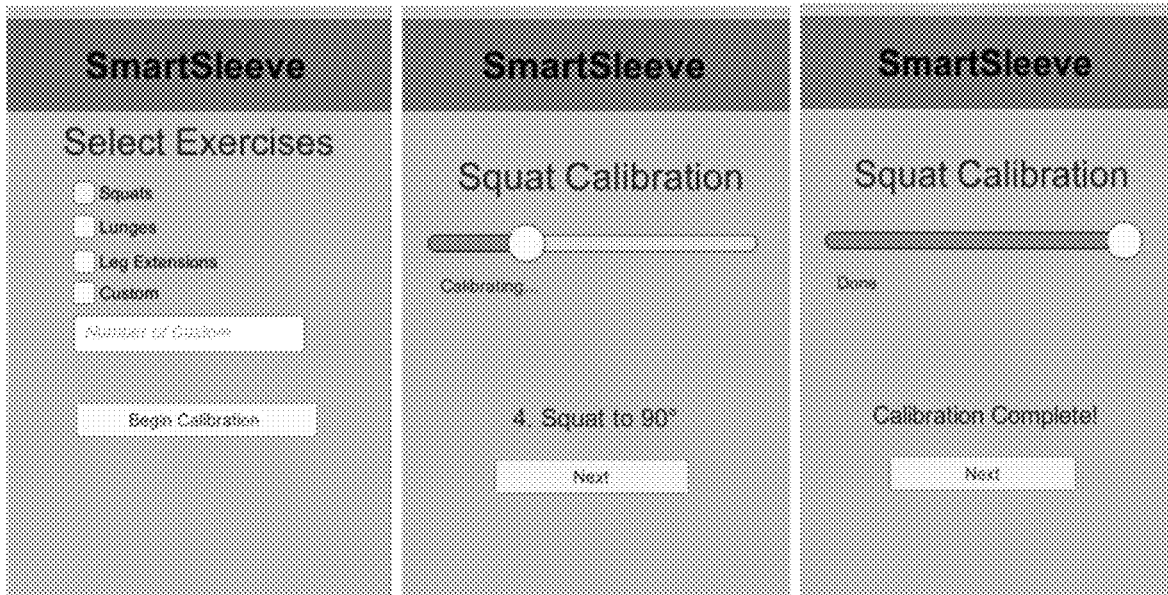 SmartSleeve
Select Exercises
Squats
Lunges
Leg Extensions
Custom
Number of Custom
Begin Calibration
SmartSleeve
Squat Calibration
Calibrating...
4. Squat to 90°
Next
SmartSleeve
Squat Calibration
Done
Calibration Complete!
Next